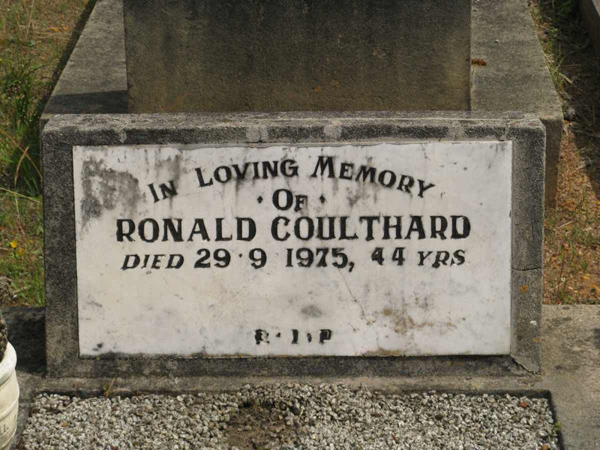 IN LOVING MEMORY
· OF ·
RONALD COULTHARD
DIED 29·9 1975, 44 YRS
R·I·P